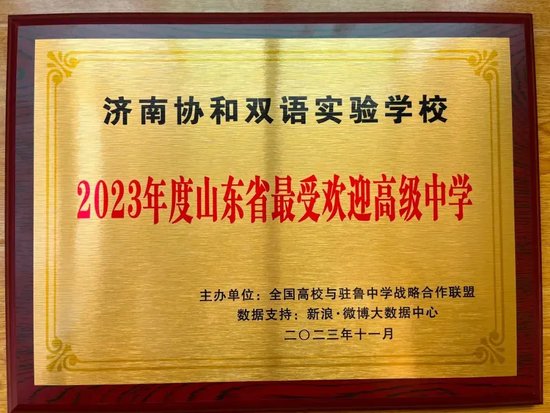 济南协和双语实验学校
2023年度山东省最受欢迎高级中学
主办单位：全国高校与驻鲁中学战略合作联盟
数据支持：新浪·微博大数据中心
二〇二三年十一月